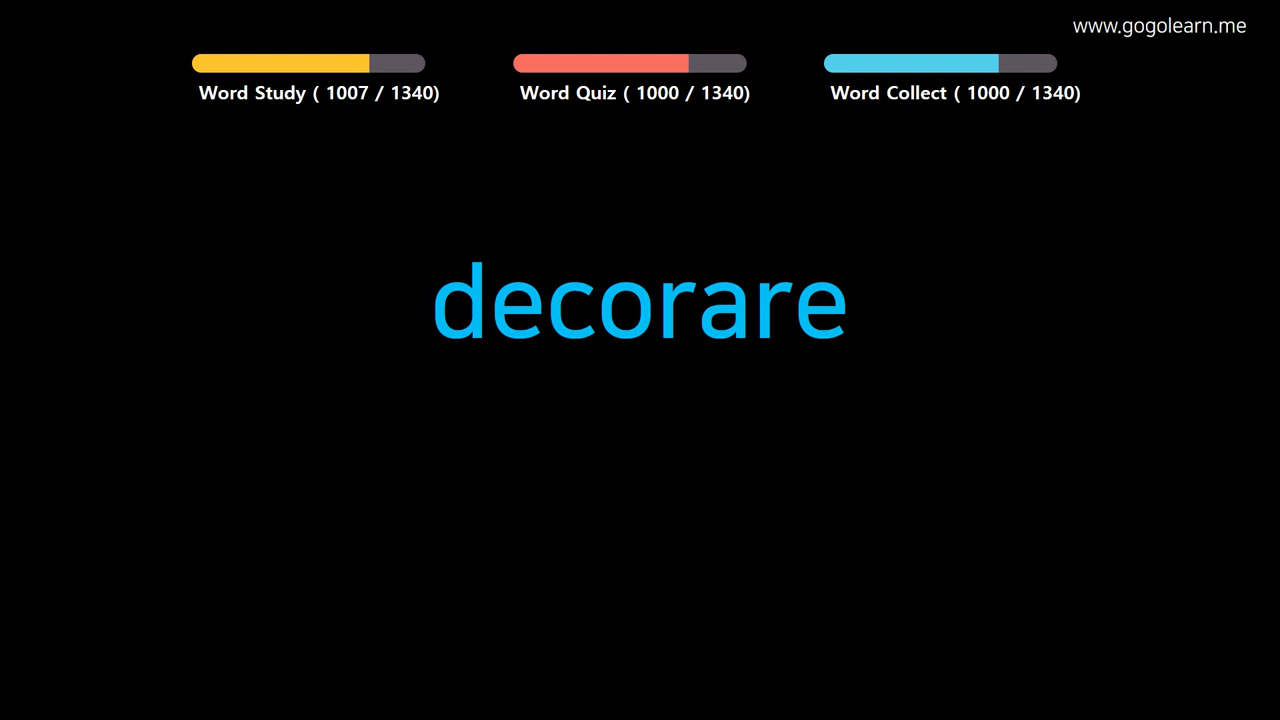 www.gogolearn.me
Word Study ( 1007 / 1340)
Word Quiz ( 1000 / 1340)
Word Collect ( 1000 / 1340)
decorare